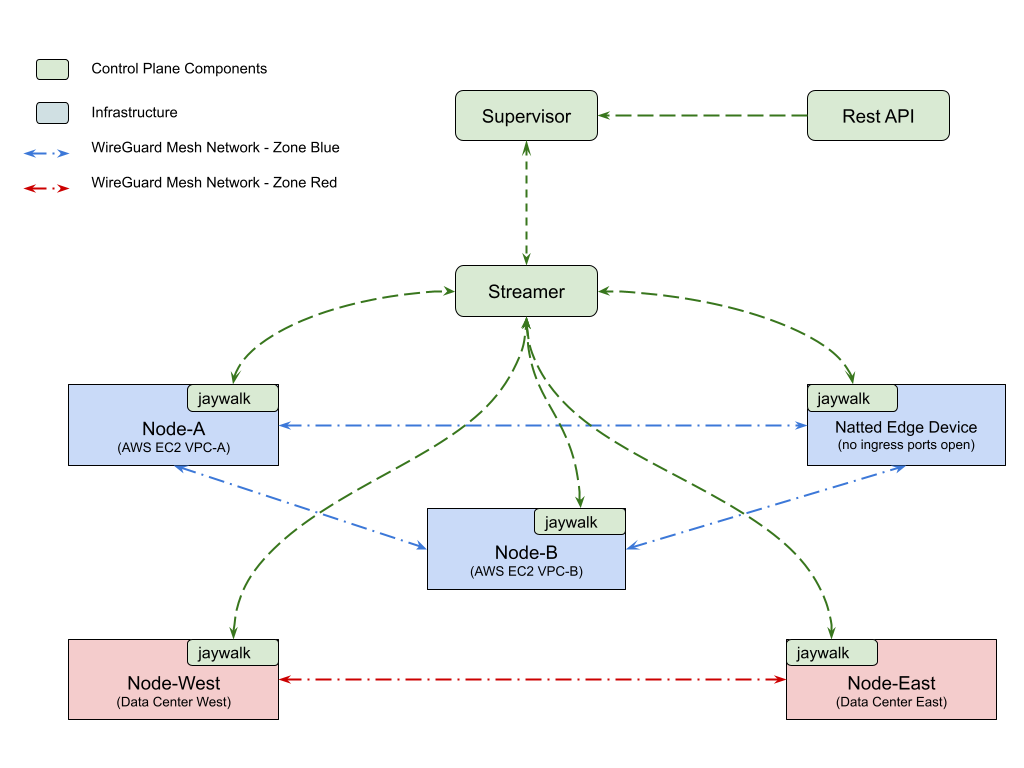 Control Plane Components
Infrastructure
WireGuard Mesh Network - Zone Blue
WireGuard Mesh Network - Zone Red
Supervisor
Rest API
Streamer
jaywalk
Node-A
(AWS EC2 VPC-A)
jaywalk
Natted Edge Device
(no ingress ports open)
jaywalk
Node-B
(AWS EC2 VPC-B)
jaywalk
Node-West
(Data Center West)
jaywalk
Node-East
(Data Center East)